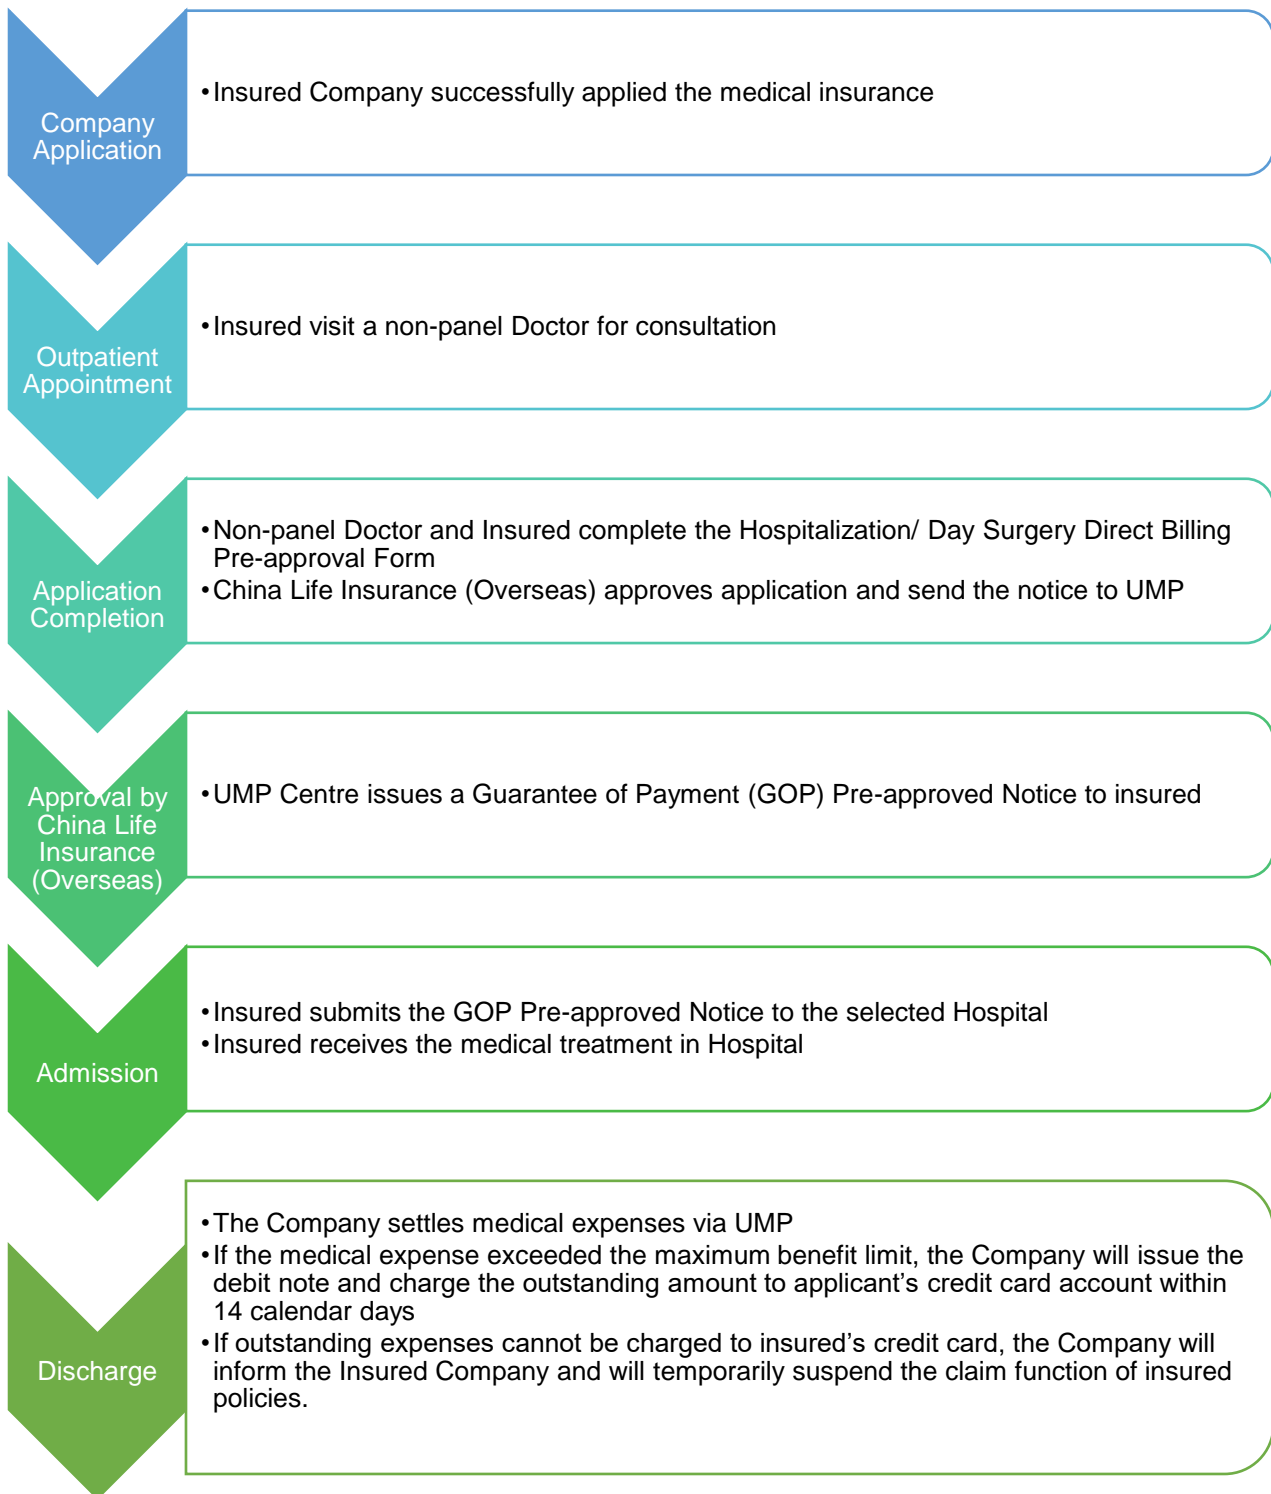 Company
Application
•Insured Company successfully applied the medical insurance
Outpatient
Appointment
•Insured visit a non-panel Doctor for consultation
Application
Completion
•Non-panel Doctor and Insured complete the Hospitalization/ Day Surgery Direct Billing
Pre-approval Form
•China Life Insurance (Overseas) approves application and send the notice to UMP
Approval by
China Life
Insurance
(Overseas)
•UMP Centre issues a Guarantee of Payment (GOP) Pre-approved Notice to insured
Admission
•Insured submits the GOP Pre-approved Notice to the selected Hospital
•Insured receives the medical treatment in Hospital
Discharge
•The Company settles medical expenses via UMP
•If the medical expense exceeded the maximum benefit limit, the Company will issue the
debit note and charge the outstanding amount to applicant’s credit card account within
14 calendar days
•If outstanding expenses cannot be charged to insured’s credit card, the Company will
inform the Insured Company and will temporarily suspend the claim function of insured
policies.